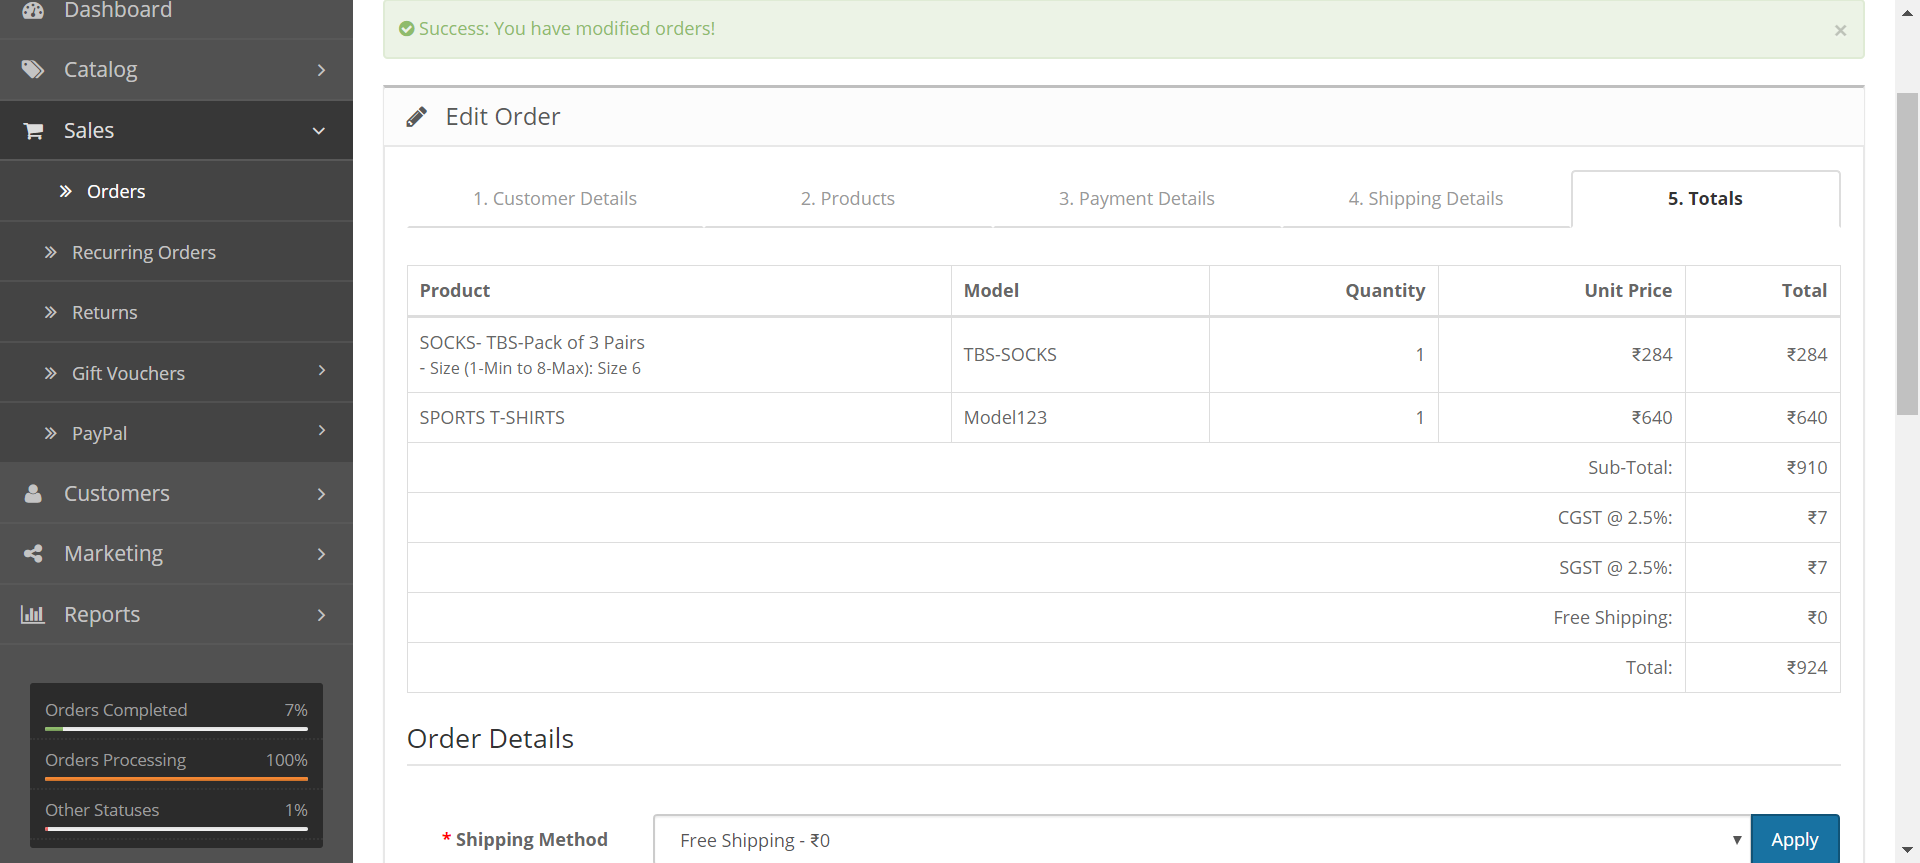 Dashboard
Catalog
Sales
Orders
Recurring Orders
Returns
Gift Vouchers
PayPal
Customers
Marketing
Reports
Orders Completed 7%
Orders Processing 100%
Other Statuses 1%
Success: You have modified orders! ×
Edit Order
1. Customer Details 2. Products 3. Payment Details 4. Shipping Details 5. Totals
Product Model Quantity Unit Price Total
SOCKS- TBS-Pack of 3 Pairs
- Size (1-Min to 8-Max): Size 6 TBS-SOCKS 1 ₹284 ₹284
SPORTS T-SHIRTS Model123 1 ₹640 ₹640
Sub-Total: ₹910
CGST @ 2.5%: ₹7
SGST @ 2.5%: ₹7
Free Shipping: ₹0
Total: ₹924
Order Details
* Shipping Method Free Shipping - ₹0 Apply